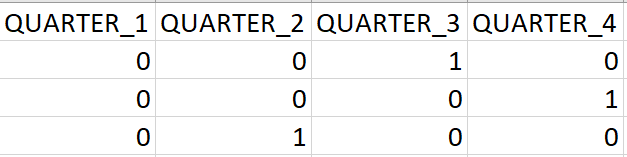 QUARTER_1 QUARTER_2 QUARTER_3 QUARTER_4
0 0 1 0
0 0 0 1
0 1 0 0